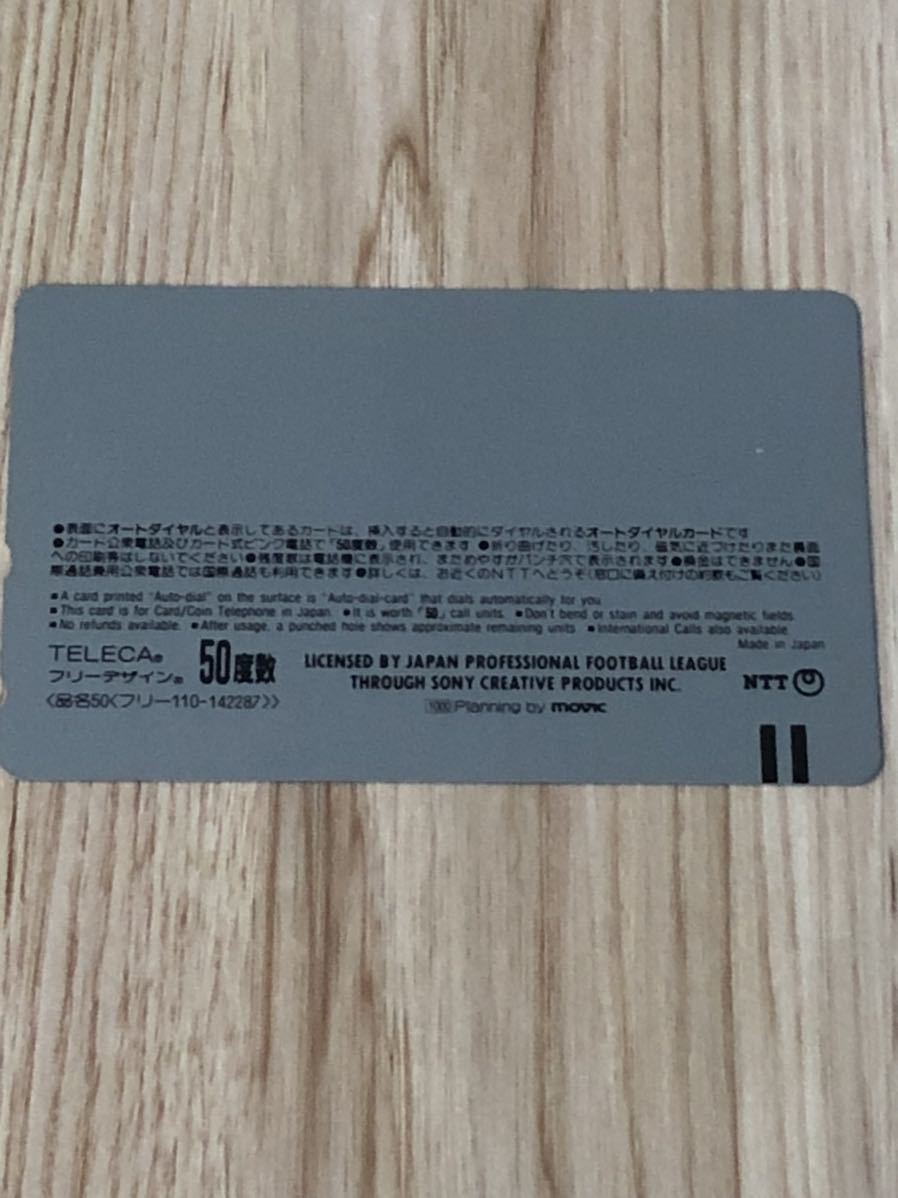 ●表面にオートダイヤルと表示してあるカードは、挿入すると自動的にダイヤルされるオートダイヤルカードです
●カード公衆電話及びカード式ピンク電話で「50度数」使用できます ●折り曲げたり、汚したり、磁気に近づけたりまた裏面
への印刷等はしないでください ●残度数は電話機に表示され、まためやすがパンチ穴で表示されます ●換金はできません ●国
際通話費用公衆電話では国際通話も利用できます ●詳しくは、お近くのNTTへどうぞ(窓口に備え付けの約款もご覧ください)
■A card printed "Auto-dial" on the surface is "Auto-dial-card" that dials automatically for you.
■This card is for Card/Coin Telephone in Japan. ■It is worth「50」call units. ■Don't bend or stain and avoid magnetic fields.
■No refunds available. ■After usage, a punched hole shows approximate remaining units. ■International Calls also available.
Made in Japan
TELECA®
フリーデザイン®
50度数
〈品名50〈フリー110-142287〉〉
LICENSED BY JAPAN PROFESSIONAL FOOTBALL LEAGUE
THROUGH SONY CREATIVE PRODUCTS INC.
1000 Planning by movic
NTT